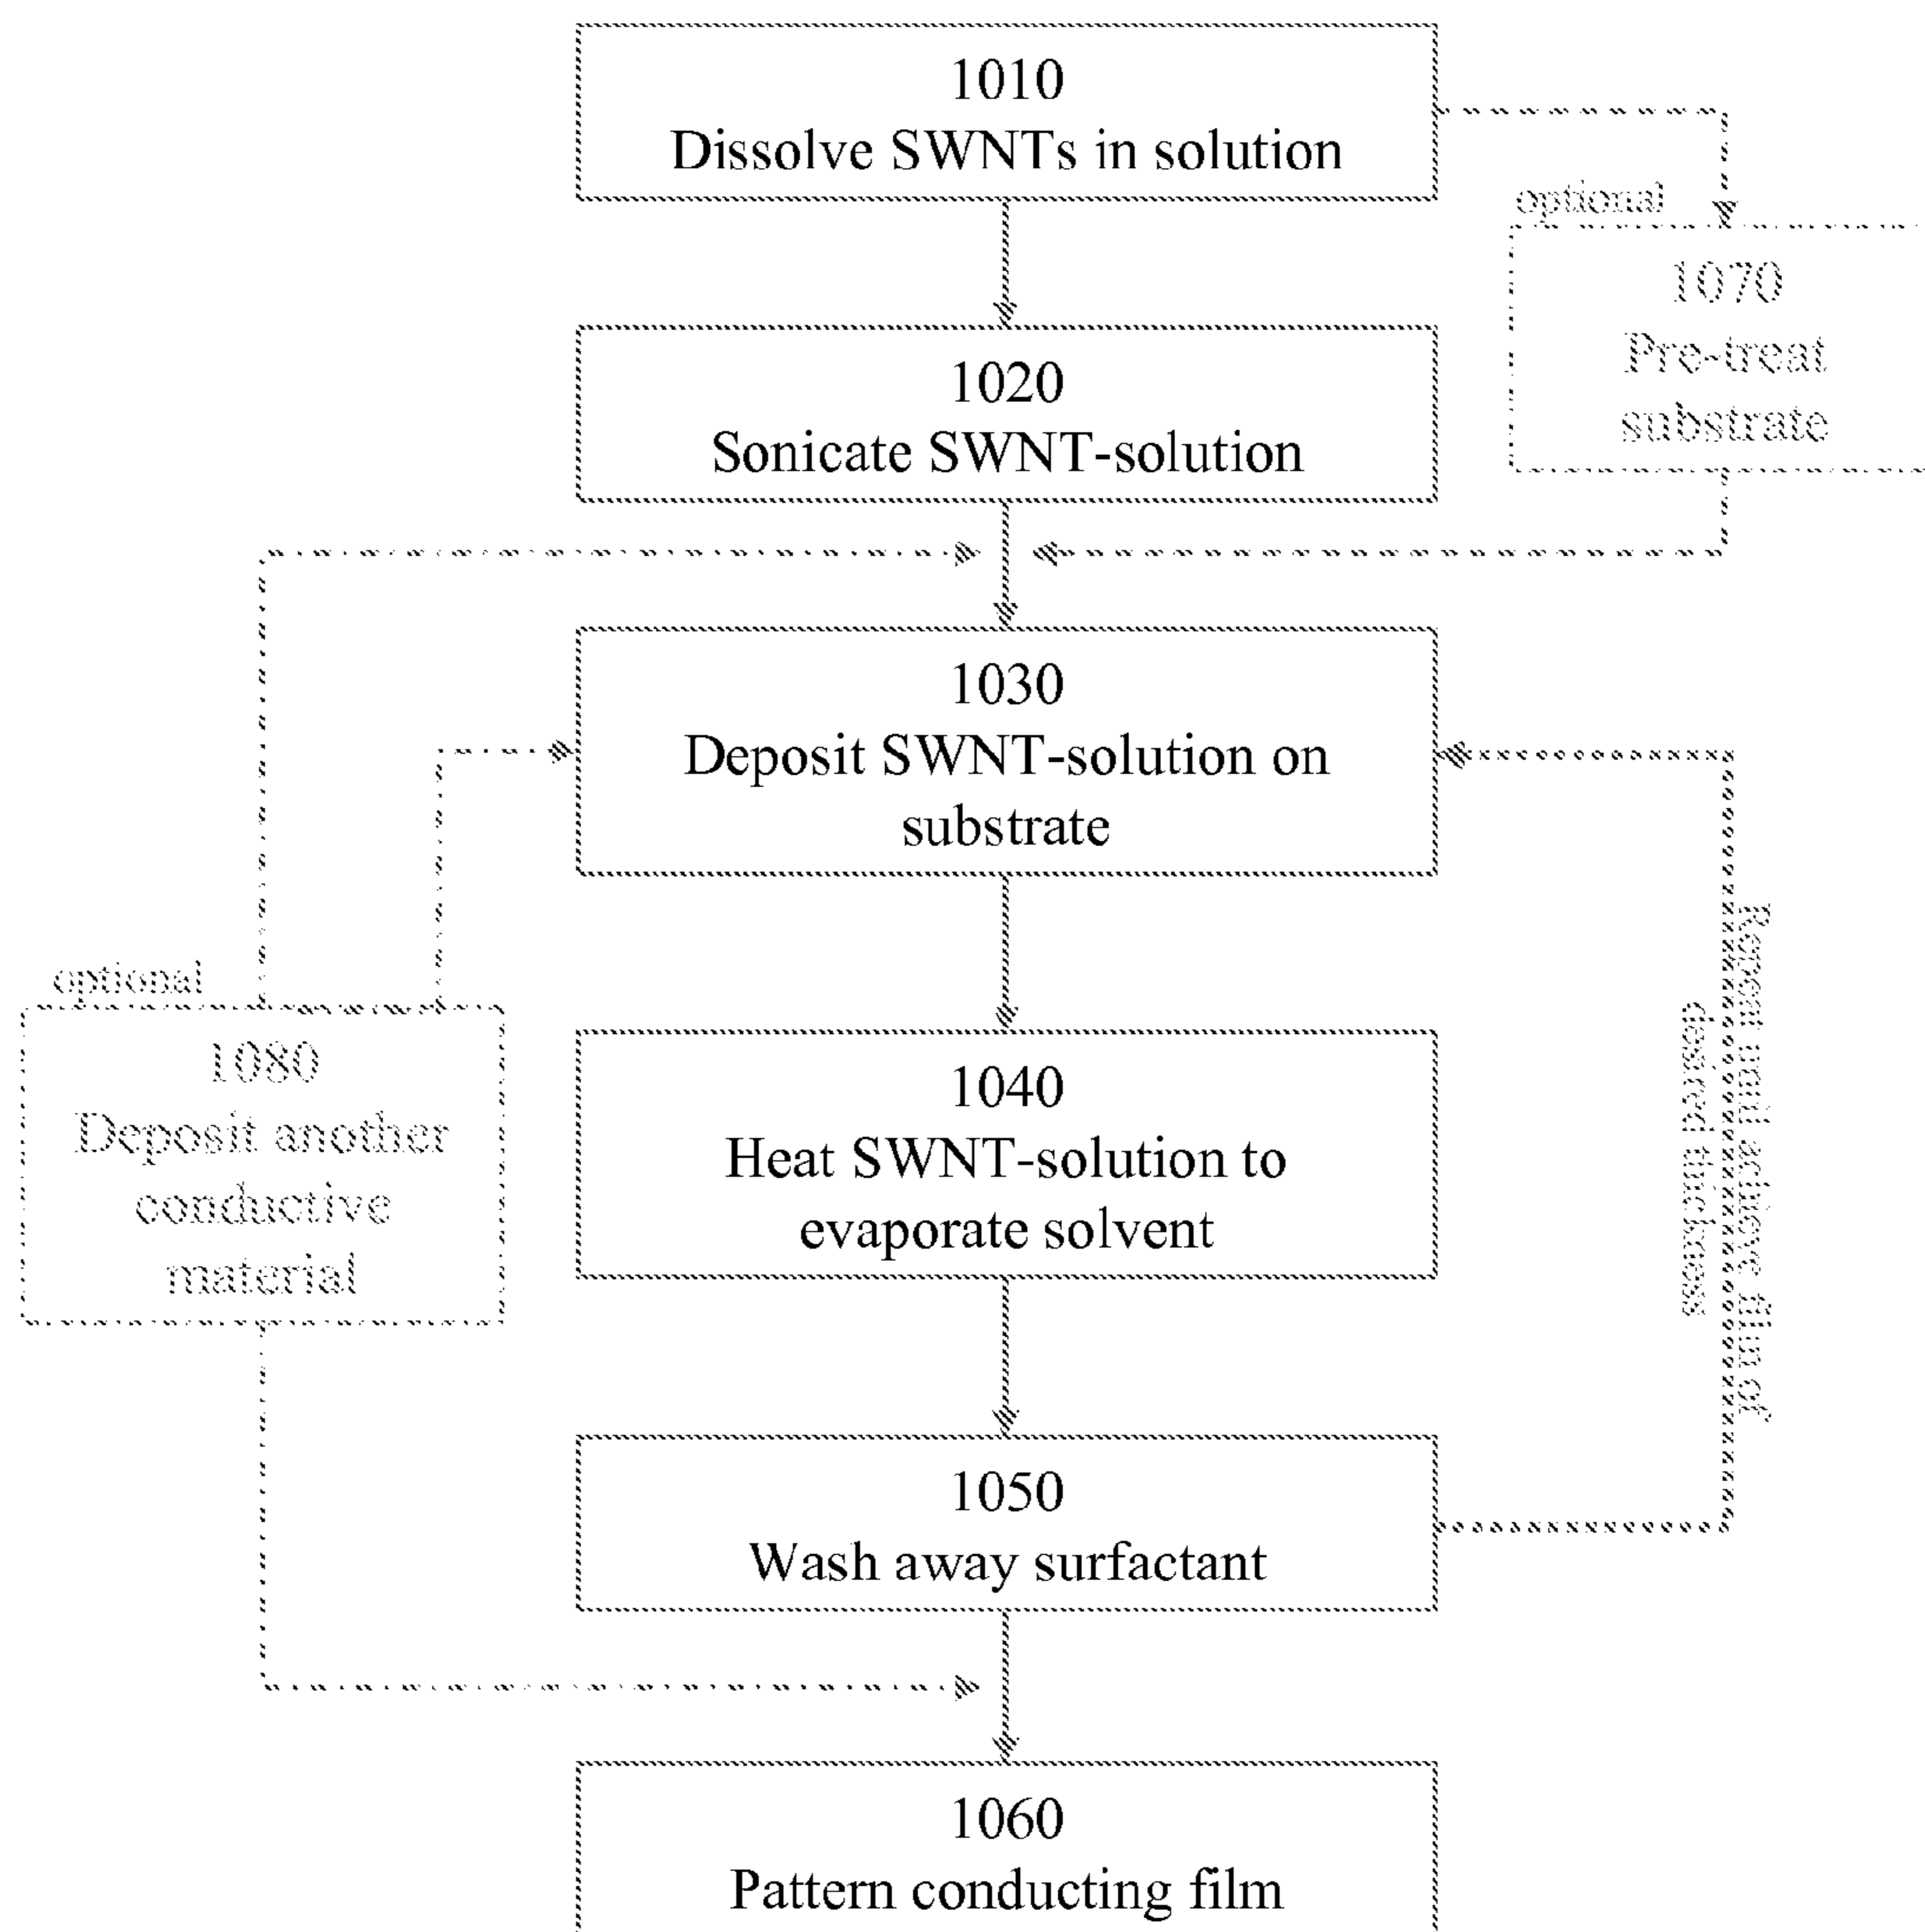 1010
Dissolve SWNTs in solution
optional
1070
Pre-treat
substrate
1020
Sonicate SWNT-solution
1030
Deposit SWNT-solution on
substrate
optional
1080
Deposit another
conductive
material
1040
Heat SWNT-solution to
evaporate solvent
Repeat until achieve film of
desired thickness
1050
Wash away surfactant
1060
Pattern conducting film